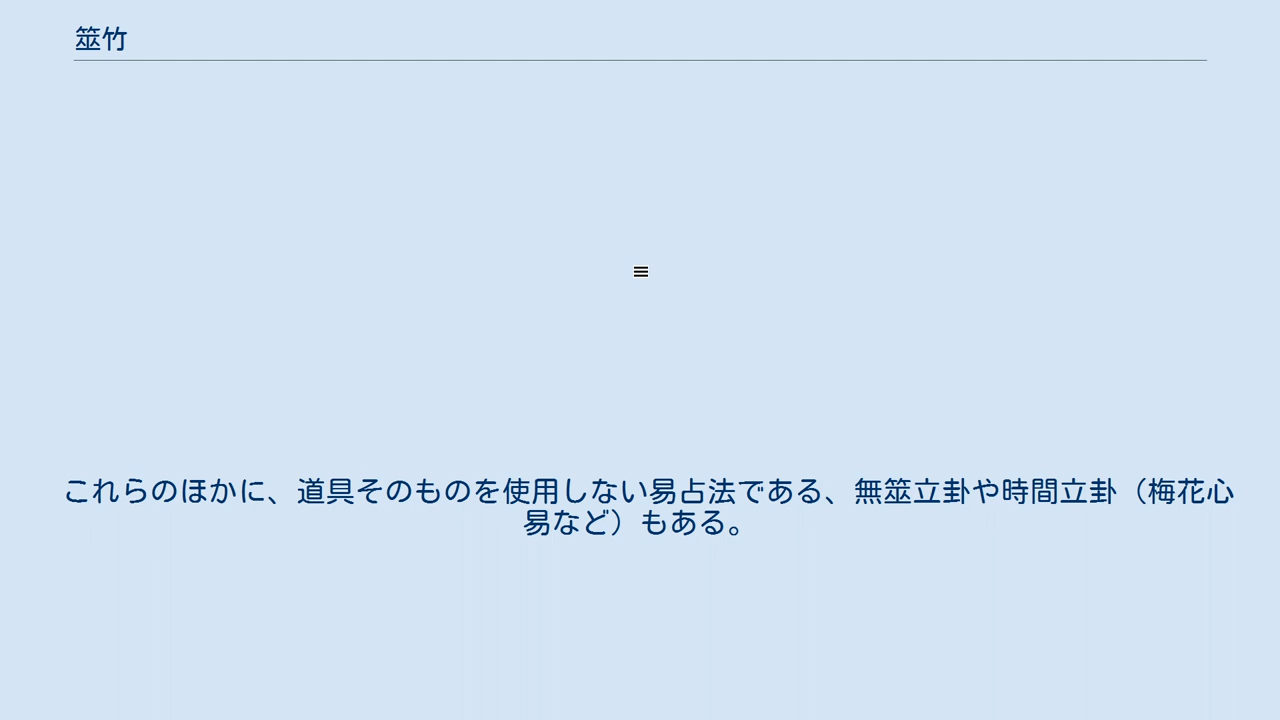 筮竹
これらのほかに、道具そのものを使用しない易占法である、無筮立卦や時間立卦（梅花心
易など）もある。